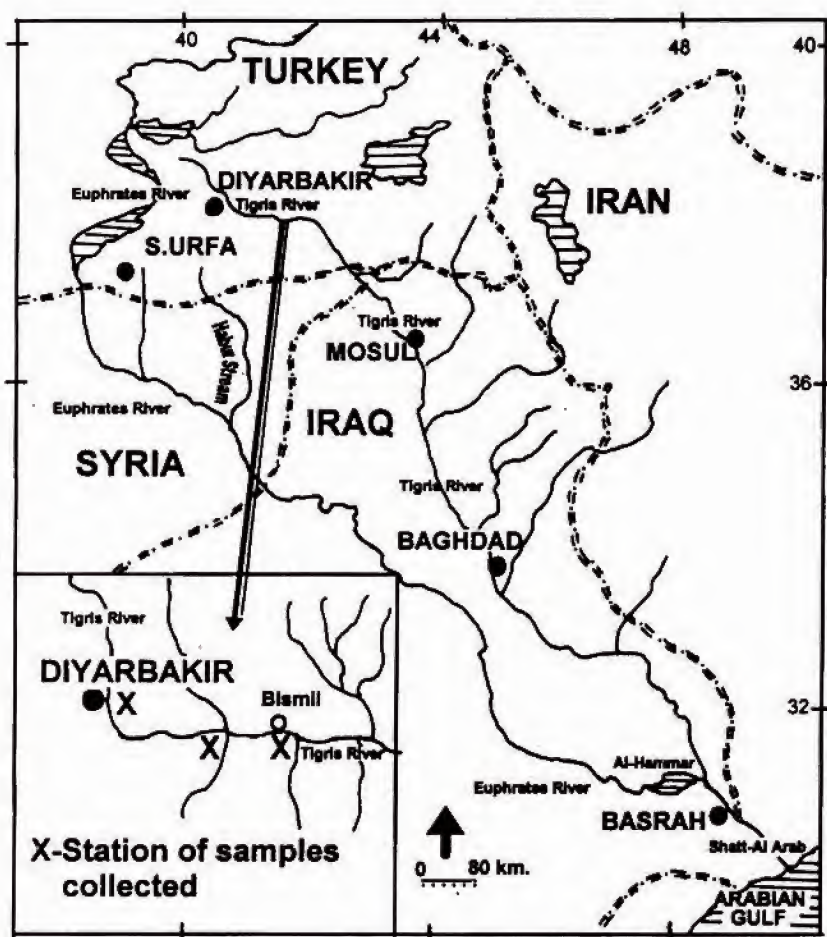 40
44
48
40
TURKEY
Euphrates River
DIYARBAKIR
Tigris River
IRAN
S.URFA
Habur Stream
Tigris River
MOSUL
36
Euphrates River
IRAQ
SYRIA
Tigris River
BAGHDAD
Tigris River
DIYARBAKIR
X
Bismil
X
X
Tigris River
32
Al-Hammar
Euphrates River
BASRAH
Shatt-Al Arab
X-Station of samples
collected
0 80 km.
ARABIAN
GULF